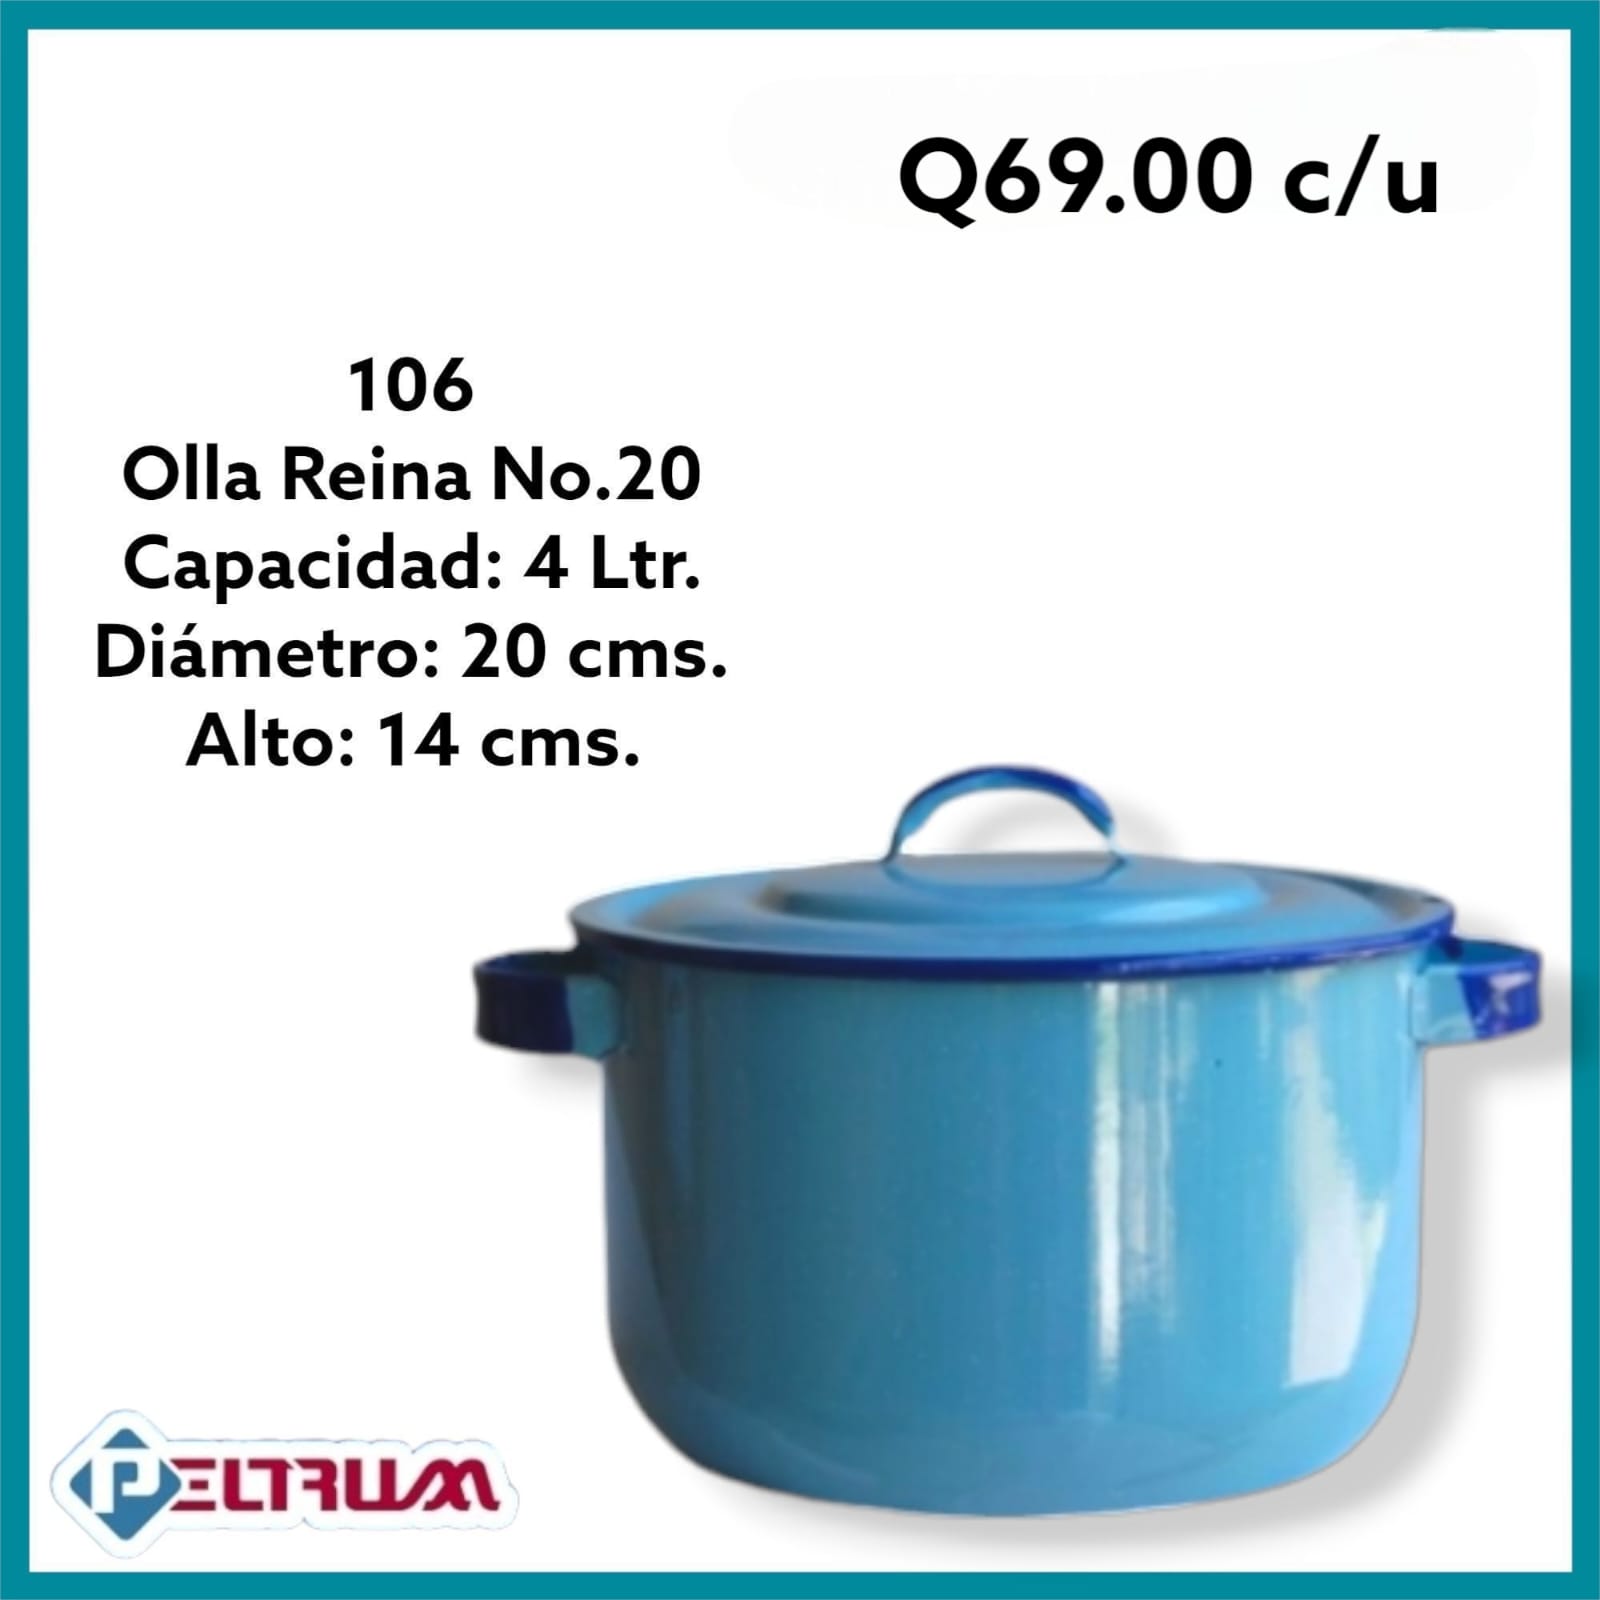 Q69.00 c/u
106
Olla Reina No.20
Capacidad: 4 Ltr.
Diámetro: 20 cms.
Alto: 14 cms.
PELTRUM